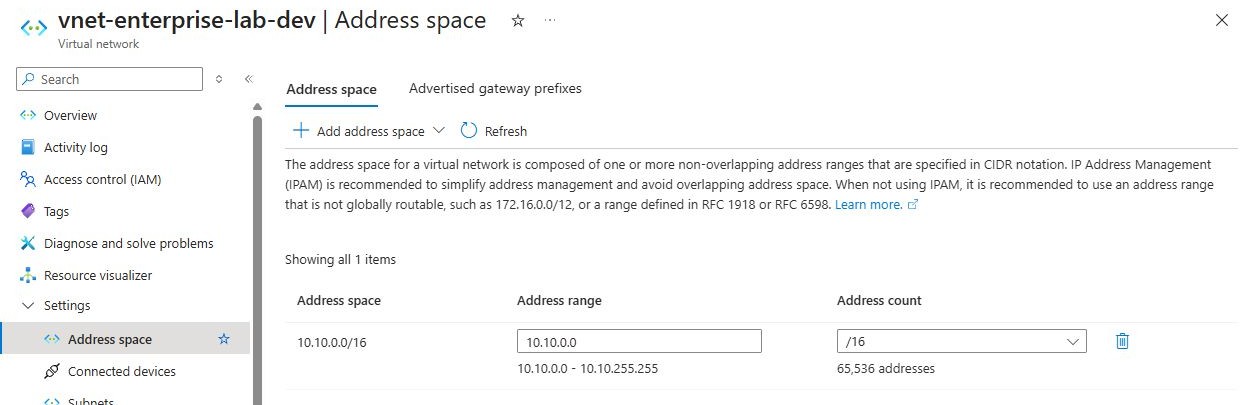 vnet-enterprise-lab-dev | Address space
Virtual network
Search
Overview
Activity log
Access control (IAM)
Tags
Diagnose and solve problems
Resource visualizer
Settings
Address space
Connected devices
Subnets
Address space Advertised gateway prefixes
Add address space Refresh
The address space for a virtual network is composed of one or more non-overlapping address ranges that are specified in CIDR notation. IP Address Management
(IPAM) is recommended to simplify address management and avoid overlapping address space. When not using IPAM, it is recommended to use an address range
that is not globally routable, such as 172.16.0.0/12, or a range defined in RFC 1918 or RFC 6598. Learn more.
Showing all 1 items
Address space Address range Address count
10.10.0.0/16 10.10.0.0 /16
10.10.0.0 - 10.10.255.255 65,536 addresses